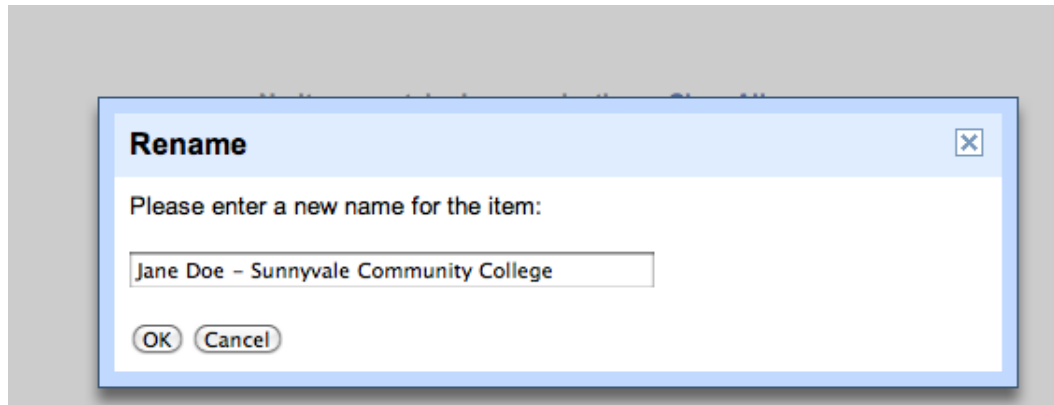 Rename
Please enter a new name for the item:
Jane Doe – Sunnyvale Community College
OK Cancel